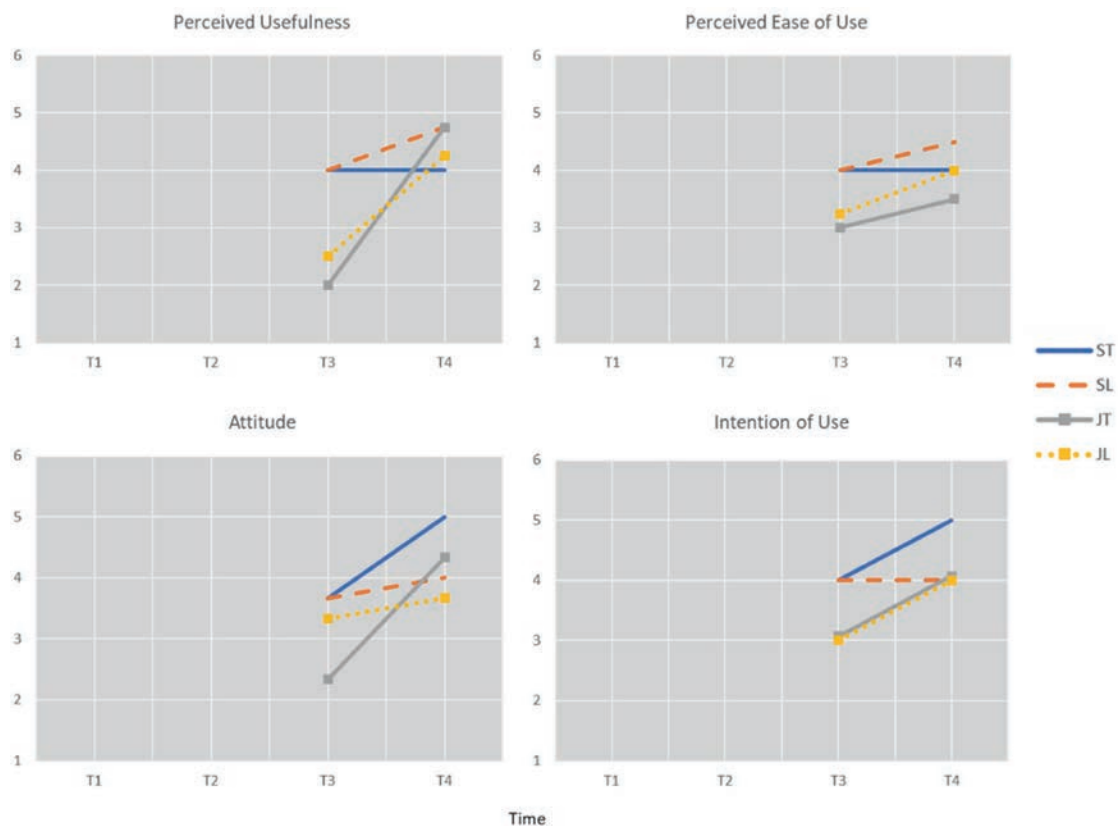 Perceived Usefulness
6
5
4
3
2
1
T1 T2 T3 T4
Perceived Ease of Use
6
5
4
3
2
1
T1 T2 T3 T4
ST
SL
JT
JL
Attitude
6
5
4
3
2
1
T1 T2 T3 T4
Intention of Use
6
5
4
3
2
1
T1 T2 T3 T4
Time